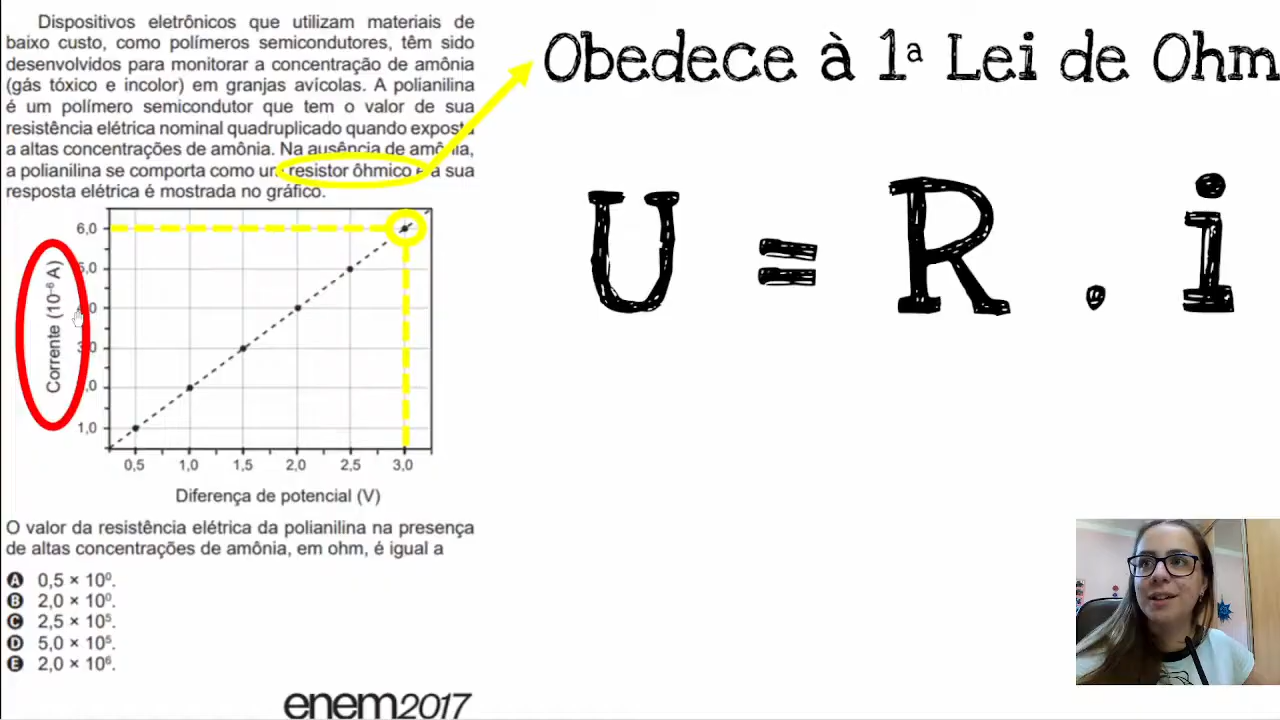 Dispositivos eletrônicos que utilizam materiais de
baixo custo, como polímeros semicondutores, têm sido
desenvolvidos para monitorar a concentração de amônia
(gás tóxico e incolor) em granjas avícolas. A polianilina
é um polímero semicondutor que tem o valor de sua
resistência elétrica nominal quadruplicado quando exposta
a altas concentrações de amônia. Na ausência de amônia,
a polianilina se comporta como um resistor ôhmico e a sua
resposta elétrica é mostrada no gráfico.
Obedece à 1ª Lei de Ohm
U = R . i
6,0
5,0
4,0
3,0
2,0
1,0
Corrente (10⁻⁶ A)
0,5 1,0 1,5 2,0 2,5 3,0
Diferença de potencial (V)
O valor da resistência elétrica da polianilina na presença
de altas concentrações de amônia, em ohm, é igual a
A 0,5 × 10⁰.
B 2,0 × 10⁰.
C 2,5 × 10⁵.
D 5,0 × 10⁵.
E 2,0 × 10⁶.
enem2017